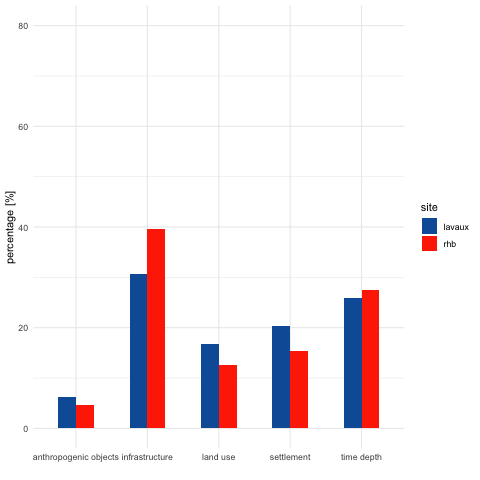 80
60
40
20
0
percentage [%]
anthropogenic objects infrastructure land use settlement time depth
site
lavaux
rhb